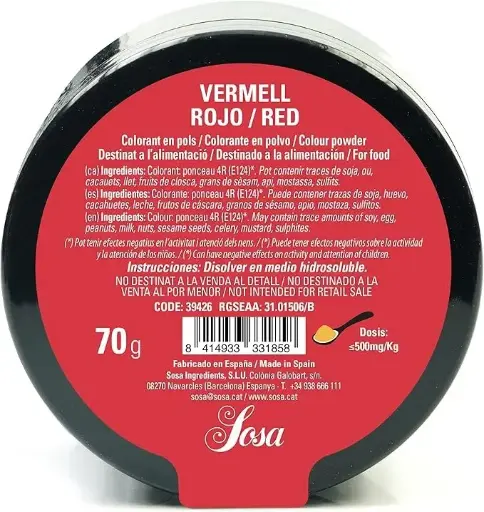 VERMELL
ROJO / RED
Colorant en pols / Colorante en polvo / Colour powder
Destinat a l'alimentació / Destinado a la alimentación / For food
(ca) Ingredients: Colorant: ponceau 4R (E124)*. Pot contenir traces de soja, ou,
cacauets, llet, fruits de closca, grans de sèsam, api, mostassa, sulfits.
(es) Ingredientes: Colorante: ponceau 4R (E124)*. Puede contener trazas de soja, huevo,
cacahuetes, leche, frutos de cáscara, granos de sésamo, apio, mostaza, sulfitos.
(en) Ingredients: Colour: ponceau 4R (E124)*. May contain trace amounts of soy, egg,
peanuts, milk, nuts, sesame seeds, celery, mustard, sulphites.
(*) Pot tenir efectes negatius en l'activitat i atenció dels nens. / (*) Puede tener efectos negativos sobre la actividad
y la atención de los niños. / (*) Can have negative effects on activity and attention of children.
Instrucciones: Disolver en medio hidrosoluble.
NO DESTINAT A LA VENDA AL DETALL / NO DESTINADO A LA
VENTA AL POR MENOR / NOT INTENDED FOR RETAIL SALE
CODE: 39426 RGSEAA: 31.01506/B
70 g
8 414933 331858
Dosis:
≤500mg/Kg
Fabricado en España / Made in Spain
Sosa Ingredients, S.L.U. Colònia Galobart, s/n.
08270 Navarcles (Barcelona) Espanya - T. +34 938 666 111
sosa@sosa.cat / www.sosa.cat
Sosa